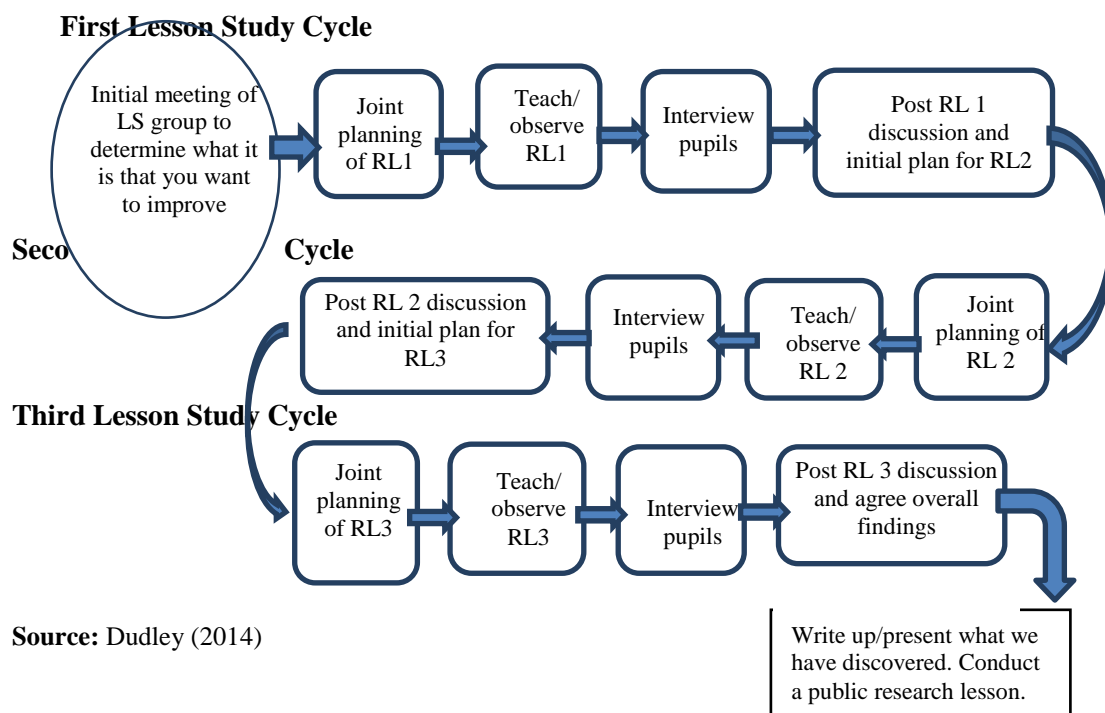 First Lesson Study Cycle
Initial meeting of
LS group to
determine what it
is that you want
to improve
Joint
planning
of RL1
Teach/
observe
RL1
Interview
pupils
Post RL 1
discussion and
initial plan for RL2
Seco
Cycle
Joint
planning of
RL 2
Teach/
observe
RL 2
Interview
pupils
Post RL 2 discussion
and initial plan for
RL3
Third Lesson Study Cycle
Joint
planning
of RL3
Teach/
observe
RL3
Interview
pupils
Post RL 3 discussion
and agree overall
findings
Write up/present what we
have discovered. Conduct
a public research lesson.
Source: Dudley (2014)